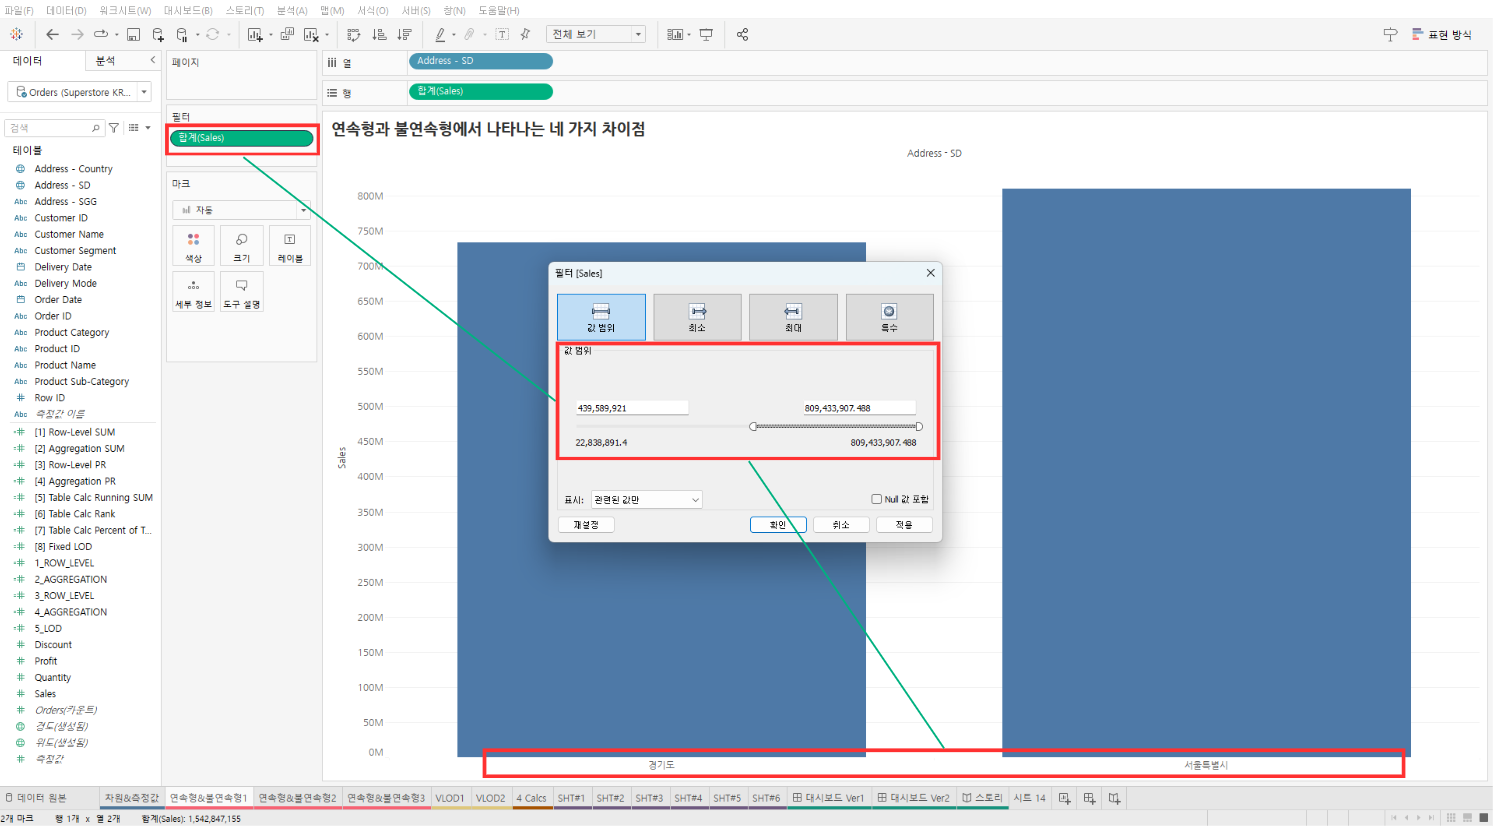 파일(F) 데이터(D) 워크시트(W) 대시보드(B) 스토리(T) 분석(A) 맵(M) 서식(O) 서버(S) 창(N) 도움말(H)
전체 보기
표현 방식
데이터
분석
Orders (Superstore KR...
검색
테이블
Address - Country
Address - SD
Abc Address - SGG
Abc Customer ID
Abc Customer Name
Abc Customer Segment
Delivery Date
Abc Delivery Mode
Order Date
Abc Order ID
Abc Product Category
Abc Product ID
Abc Product Name
Abc Product Sub-Category
Row ID
Abc 측정값 이름
[1] Row-Level SUM
[2] Aggregation SUM
[3] Row-Level PR
[4] Aggregation PR
[5] Table Calc Running SUM
[6] Table Calc Rank
[7] Table Calc Percent of T...
[8] Fixed LOD
1_ROW_LEVEL
2_AGGREGATION
3_ROW_LEVEL
4_AGGREGATION
5_LOD
Discount
Profit
Quantity
Sales
Orders(카운트)
경도(생성됨)
위도(생성됨)
측정값
페이지
필터
합계(Sales)
마크
자동
색상
크기
레이블
세부 정보
도구 설명
열
Address - SD
행
합계(Sales)
연속형과 불연속형에서 나타나는 네 가지 차이점
Address - SD
800M
750M
700M
650M
600M
550M
500M
450M
400M
350M
300M
250M
200M
150M
100M
50M
0M
Sales
경기도
서울특별시
필터 [Sales]
값 범위
최소
최대
특수
값 범위
439,589,921
809,433,907.488
22,838,891.4
809,433,907.488
표시:
관련된 값만
Null 값 포함
재설정
확인
취소
적용
데이터 원본
차원&측정값
연속형&불연속형1
연속형&불연속형2
연속형&불연속형3
VLOD1
VLOD2
4 Calcs
SHT#1
SHT#2
SHT#3
SHT#4
SHT#5
SHT#6
대시보드 Ver1
대시보드 Ver2
스토리
시트 14
2개 마크
행 1개 x 열 2개
합계(Sales): 1,542,847,155